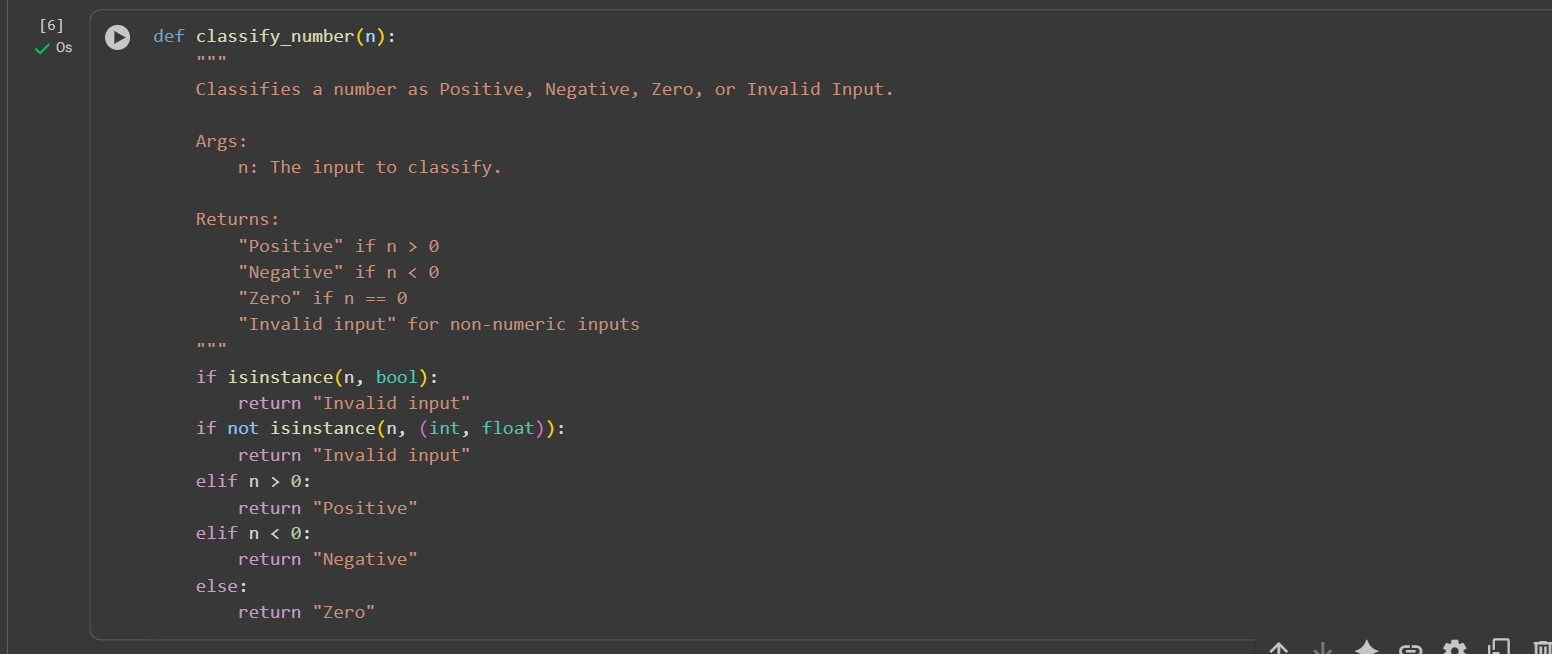 [6]
0s
def classify_number(n):
    """
    Classifies a number as Positive, Negative, Zero, or Invalid Input.

    Args:
        n: The input to classify.

    Returns:
        "Positive" if n > 0
        "Negative" if n < 0
        "Zero" if n == 0
        "Invalid input" for non-numeric inputs
    """
    if isinstance(n, bool):
        return "Invalid input"
    if not isinstance(n, (int, float)):
        return "Invalid input"
    elif n > 0:
        return "Positive"
    elif n < 0:
        return "Negative"
    else:
        return "Zero"